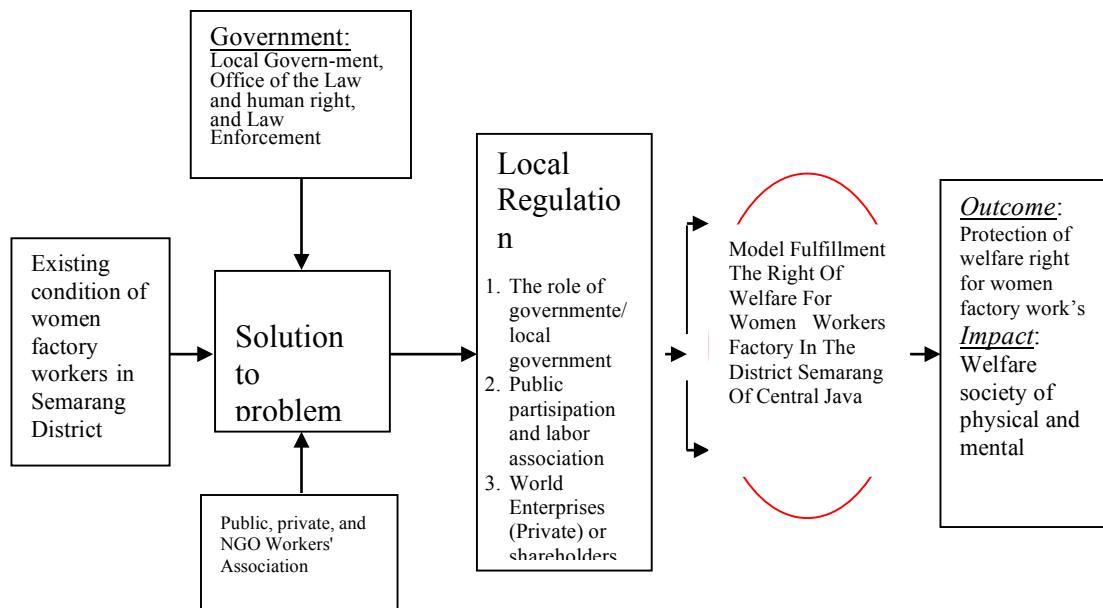 Government:
Local Govern-ment,
Office of the Law
and human right,
and Law
Enforcement
Existing
condition of
women
factory
workers in
Semarang
District
Solution
to
problem
Public, private, and
NGO Workers'
Association
Local
Regulatio
n
1. The role of
governmente/
local
government
2. Public
partisipation
and labor
association
3. World
Enterprises
(Private) or
shareholders
Model Fulfillment
The Right Of
Welfare For
Women Workers
Factory In The
District Semarang
Of Central Java
Outcome:
Protection of
welfare right
for women
factory work's
Impact:
Welfare
society of
physical and
mental